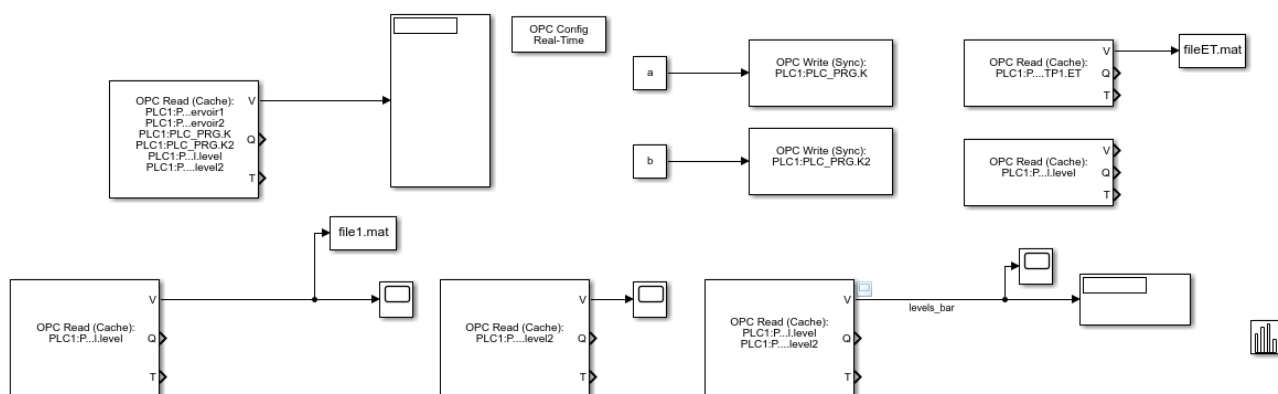 OPC Config
Real-Time
OPC Read (Cache):
PLC1:P...ervoir1
PLC1:P...ervoir2
PLC1:PLC_PRG.K
PLC1:PLC_PRG.K2
PLC1:P...l.level
PLC1:P....level2
V
Q
T
a
OPC Write (Sync):
PLC1:PLC_PRG.K
b
OPC Write (Sync):
PLC1:PLC_PRG.K2
OPC Read (Cache):
PLC1:P....TP1.ET
V
Q
T
fileET.mat
OPC Read (Cache):
PLC1:P...l.level
V
Q
T
file1.mat
OPC Read (Cache):
PLC1:P...l.level
V
Q
T
OPC Read (Cache):
PLC1:P....level2
V
Q
T
OPC Read (Cache):
PLC1:P...l.level
PLC1:P....level2
V
Q
T
levels_bar